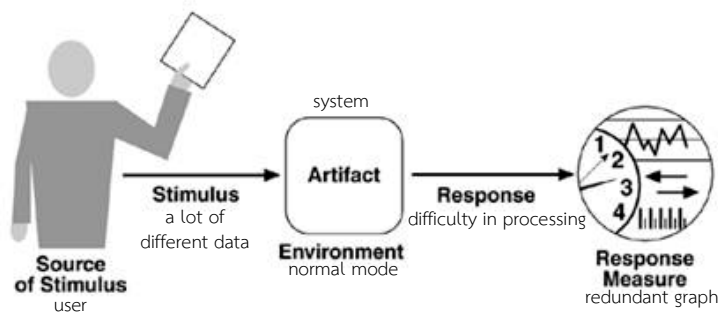 system
Artifact
Stimulus
a lot of
different data
Response
difficulty in processing
Environment
normal mode
Source
of Stimulus
user
1
2
3
4
Response
Measure
redundant graph